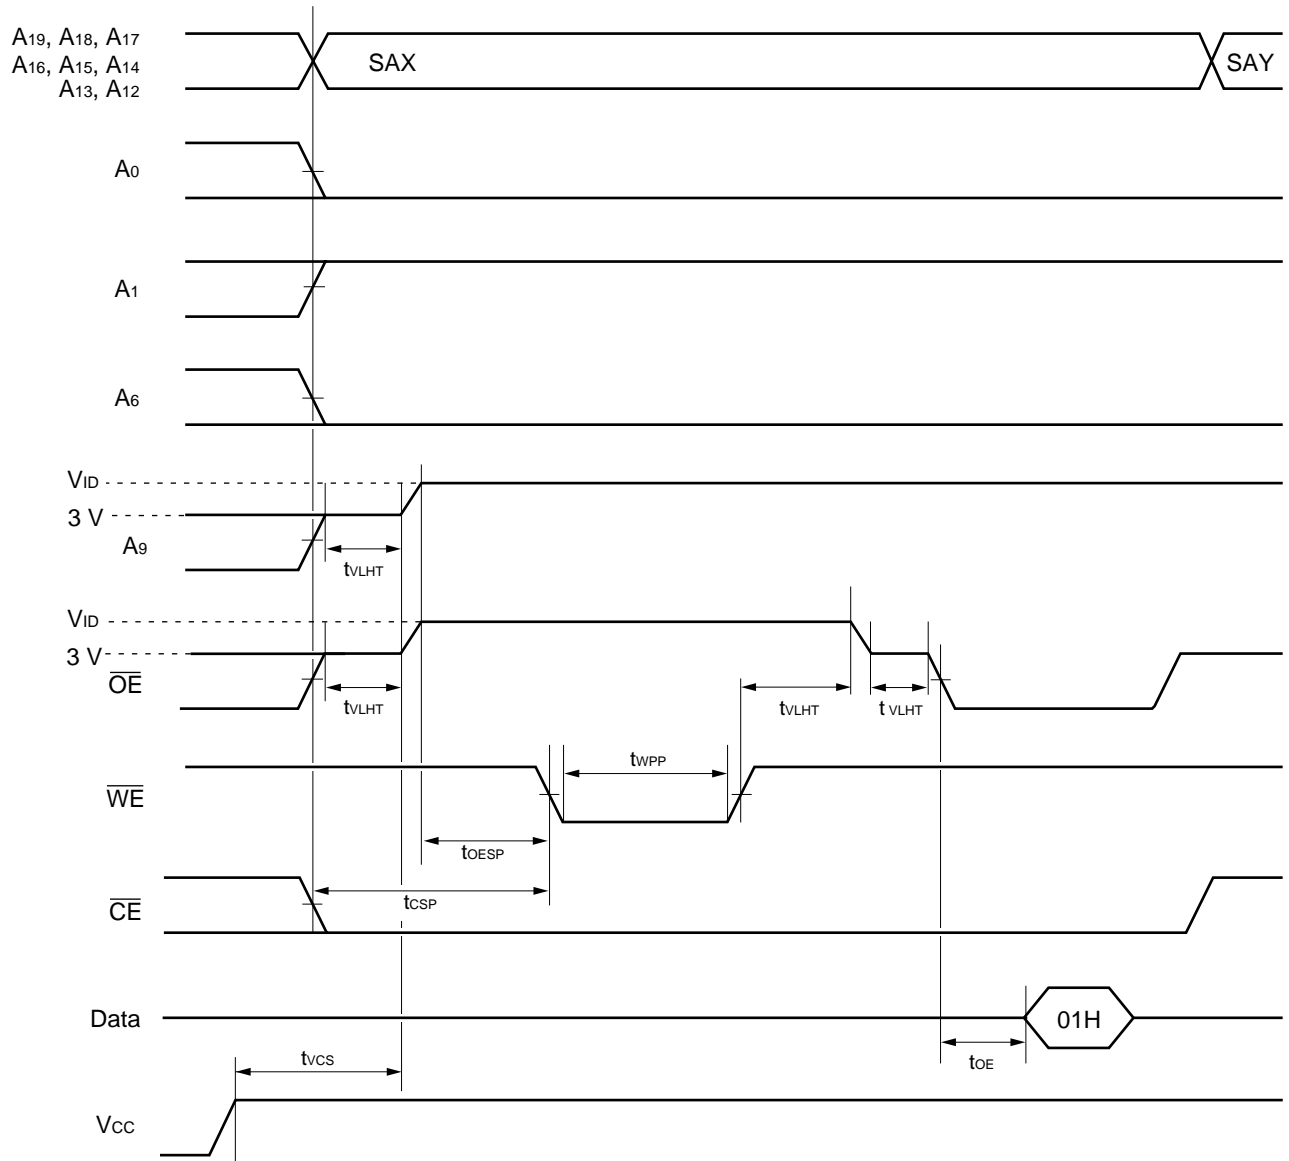 A19, A18, A17
A16, A15, A14
A13, A12
SAX
SAY
A0
A1
A6
VID
3 V
A9
tVLHT
VID
3 V
OE
tVLHT
tVLHT
tVLHT
tWPP
WE
tOESP
tCSP
CE
Data
01H
tOE
tVCS
VCC